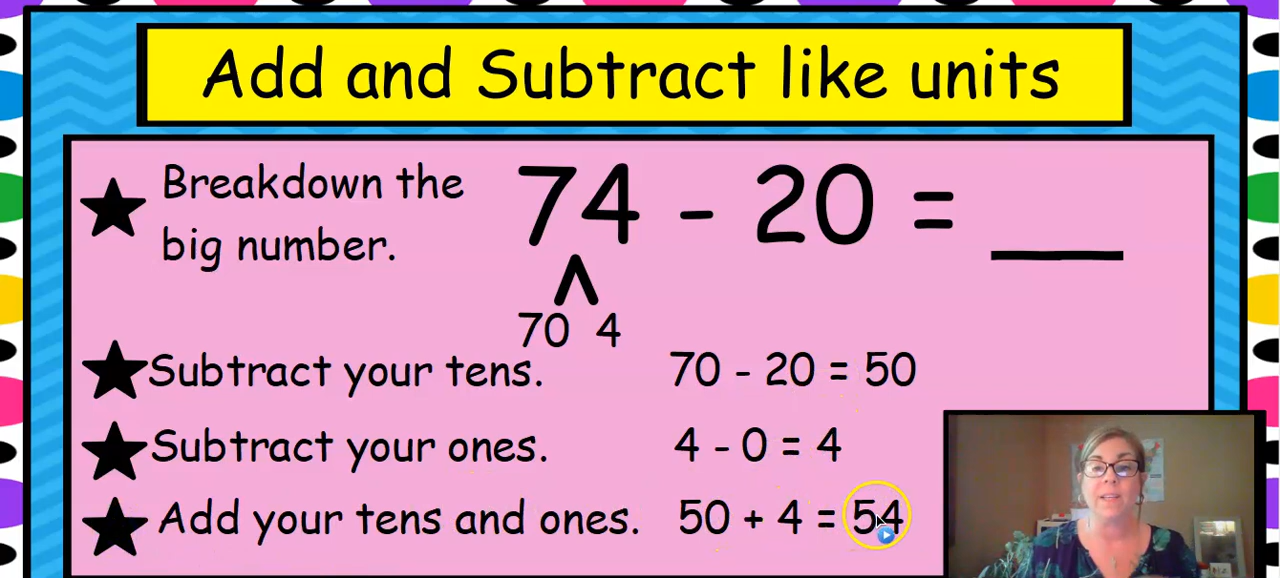 Add and Subtract like units
Breakdown the
big number.
74 - 20 = ___
70 4
Subtract your tens. 70 - 20 = 50
Subtract your ones. 4 - 0 = 4
Add your tens and ones. 50 + 4 = 54